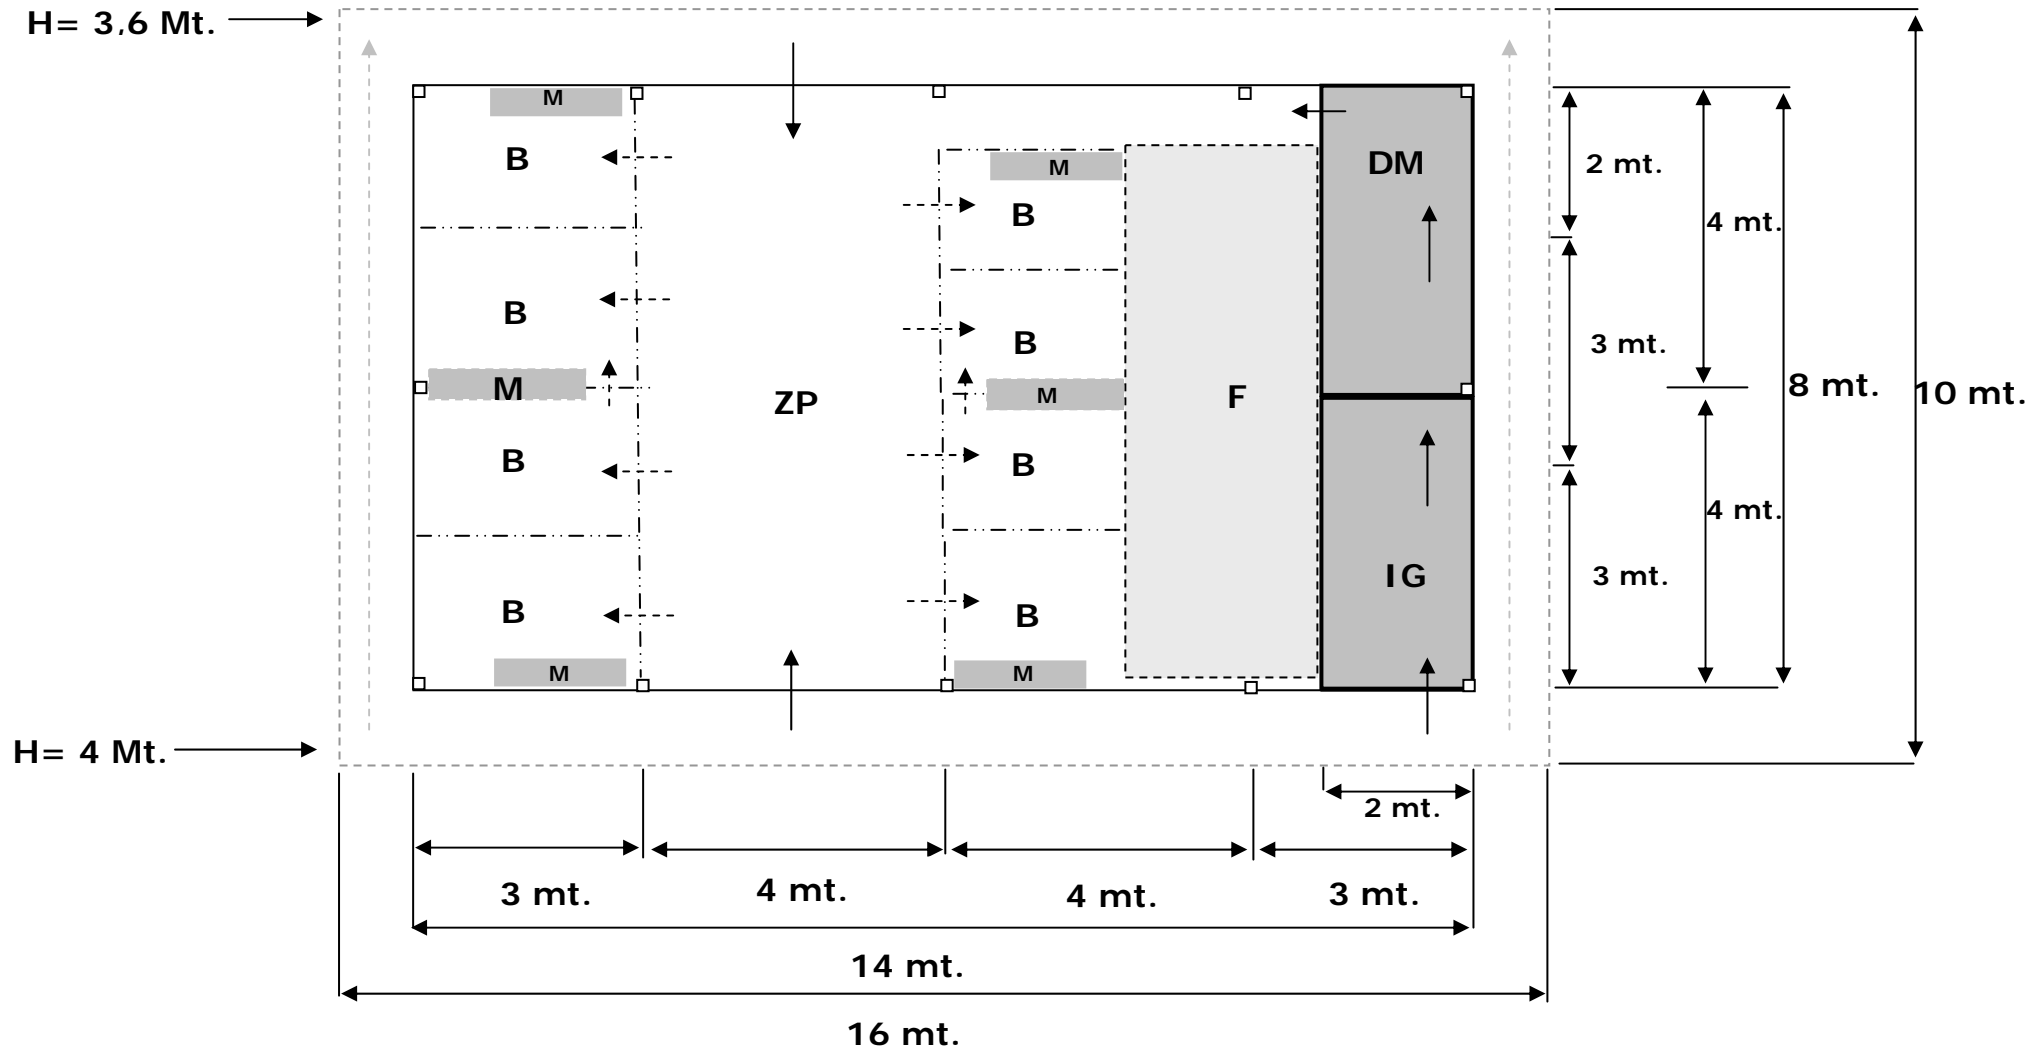 H= 3,6 Mt.
M
B
M
B
DM
2 mt.
B
4 mt.
B
B
3 mt.
M
ZP
M
F
8 mt.
10 mt.
B
B
4 mt.
IG
3 mt.
B
B
M
M
H= 4 Mt.
2 mt.
3 mt.
4 mt.
4 mt.
3 mt.
14 mt.
16 mt.